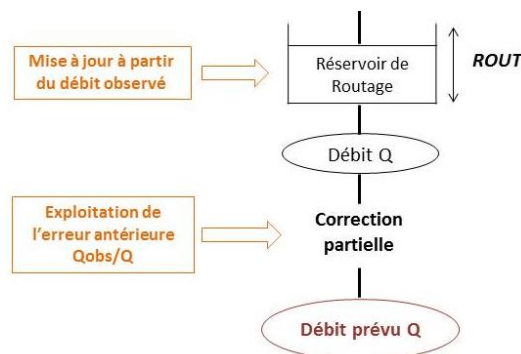 Mise à jour à partir
du débit observé
Réservoir de
Routage
ROUT
Débit Q
Exploitation de
l'erreur antérieure
Qobs/Q
Correction
partielle
Débit prévu Q